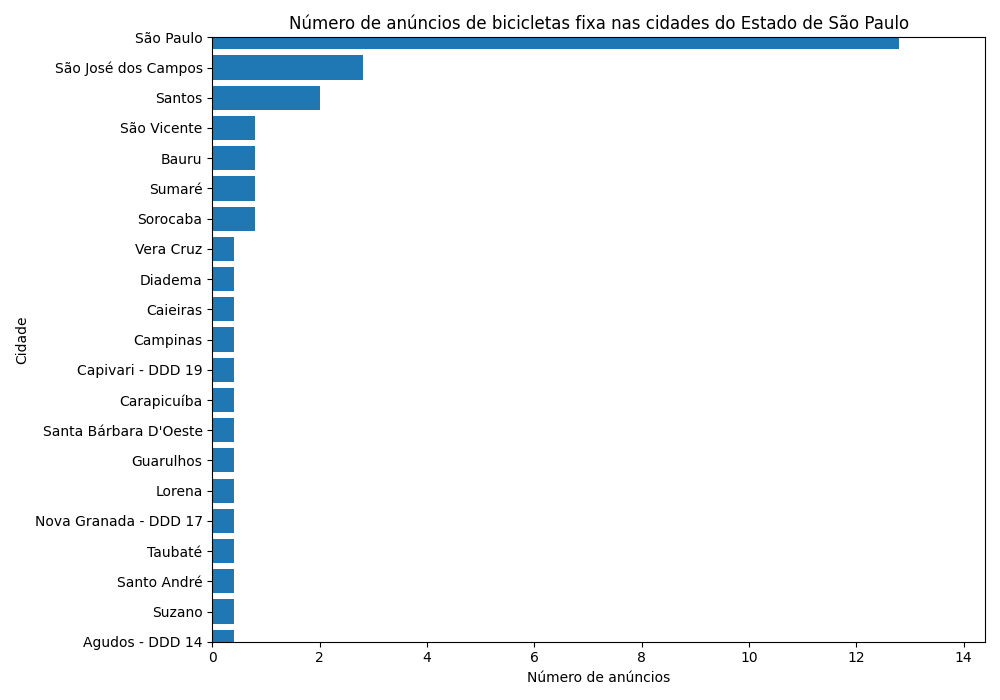 Número de anúncios de bicicletas fixa nas cidades do Estado de São Paulo
São Paulo
São José dos Campos
Santos
São Vicente
Bauru
Sumaré
Sorocaba
Vera Cruz
Diadema
Caieiras
Campinas
Capivari - DDD 19
Carapicuíba
Santa Bárbara D'Oeste
Guarulhos
Lorena
Nova Granada - DDD 17
Taubaté
Santo André
Suzano
Agudos - DDD 14
Cidade
0 2 4 6 8 10 12 14
Número de anúncios